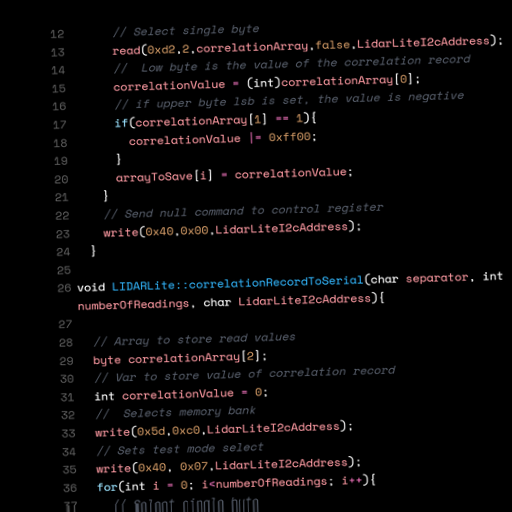 12 // Select single byte
13 read(0xd2,2,correlationArray,false,LidarLiteI2cAddress);
14 //  Low byte is the value of the correlation record
15 correlationValue = (int)correlationArray[0];
16 // if upper byte lsb is set, the value is negative
17 if(correlationArray[1] == 1){
18 correlationValue |= 0xff00;
19 }
20 arrayToSave[i] = correlationValue;
21 }
22 // Send null command to control register
23 write(0x40,0x00,LidarLiteI2cAddress);
24 }
25
26 void LIDARLite::correlationRecordToSerial(char separator, int
numberOfReadings, char LidarLiteI2cAddress){
27
28 // Array to store read values
29 byte correlationArray[2];
30 // Var to store value of correlation record
31 int correlationValue = 0;
32 //  Selects memory bank
33 write(0x5d,0xc0,LidarLiteI2cAddress);
34 // Sets test mode select
35 write(0x40, 0x07,LidarLiteI2cAddress);
36 for(int i = 0; i<numberOfReadings; i++){
37 // Select single byte